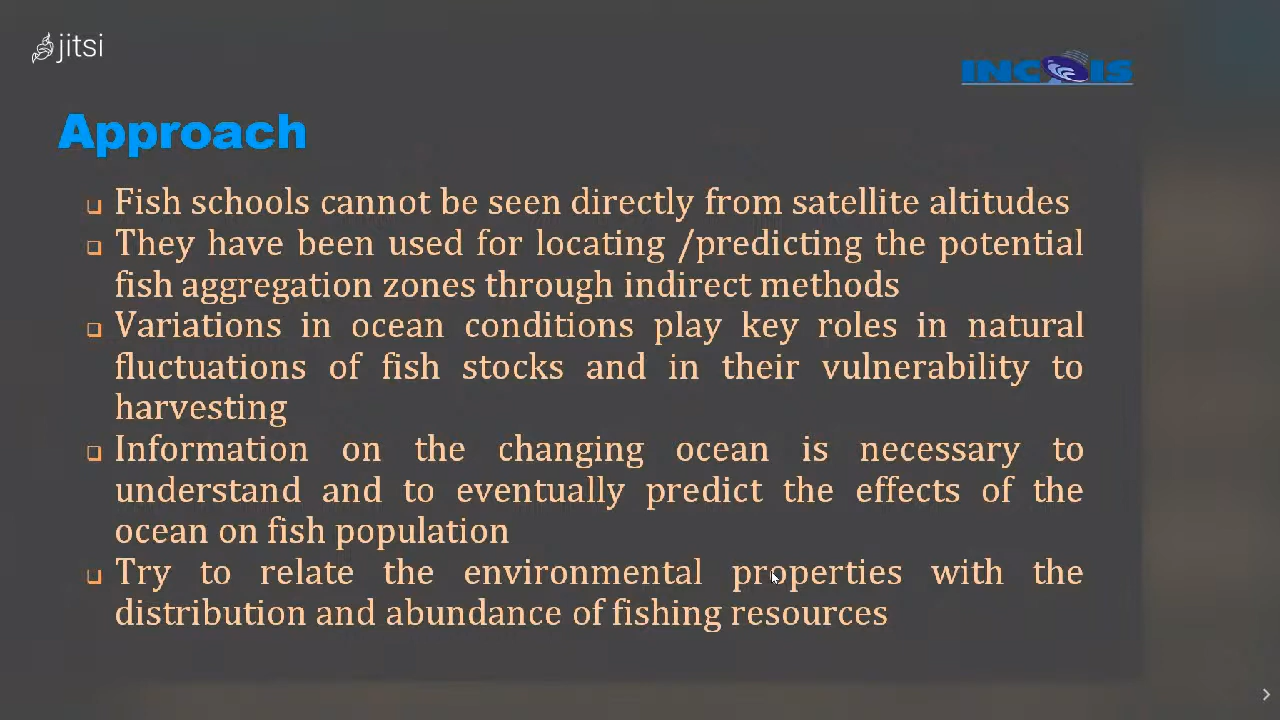 jitsi
INCOIS
Approach
Fish schools cannot be seen directly from satellite altitudes
They have been used for locating /predicting the potential
fish aggregation zones through indirect methods
Variations in ocean conditions play key roles in natural
fluctuations of fish stocks and in their vulnerability to
harvesting
Information on the changing ocean is necessary to
understand and to eventually predict the effects of the
ocean on fish population
Try to relate the environmental properties with the
distribution and abundance of fishing resources